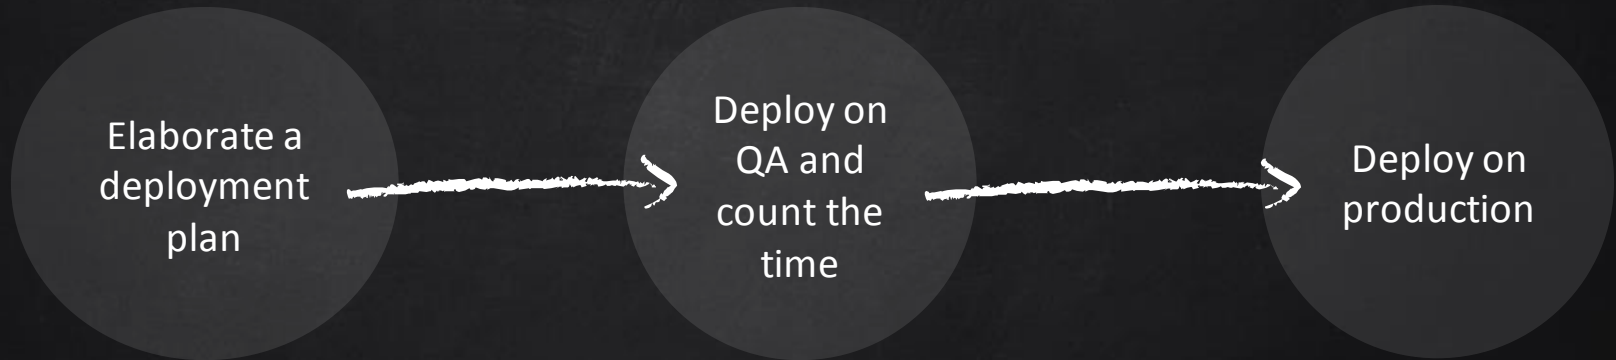 Elaborate a
deployment
plan
Deploy on
QA and
count the
time
Deploy on
production